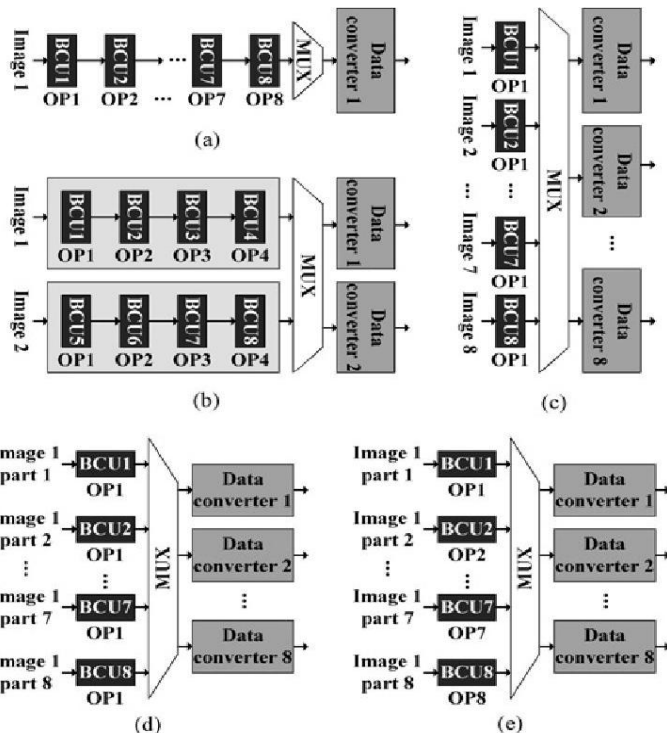 Image 1
BCU1
BCU2
...
BCU7
BCU8
MUX
Data
converter 1
OP1
OP2
...
OP7
OP8
(a)
Image 1
BCU1
BCU2
BCU3
BCU4
OP1
OP2
OP3
OP4
MUX
Data
converter 1
Image 2
BCU5
BCU6
BCU7
BCU8
OP1
OP2
OP3
OP4
Data
converter 2
(b)
Image 1
BCU1
OP1
Image 2
BCU2
OP1
...
...
Image 7
BCU7
OP1
Image 8
BCU8
OP1
MUX
Data
converter 1
Data
converter 2
...
Data
converter 8
(c)
mage 1
part 1
BCU1
OP1
mage 1
part 2
BCU2
OP1
...
...
mage 1
part 7
BCU7
OP1
mage 1
part 8
BCU8
OP1
MUX
Data
converter 1
Data
converter 2
...
Data
converter 8
(d)
Image 1
part 1
BCU1
OP1
Image 1
part 2
BCU2
OP2
...
...
Image 1
part 7
BCU7
OP7
Image 1
part 8
BCU8
OP8
MUX
Data
converter 1
Data
converter 2
...
Data
converter 8
(e)